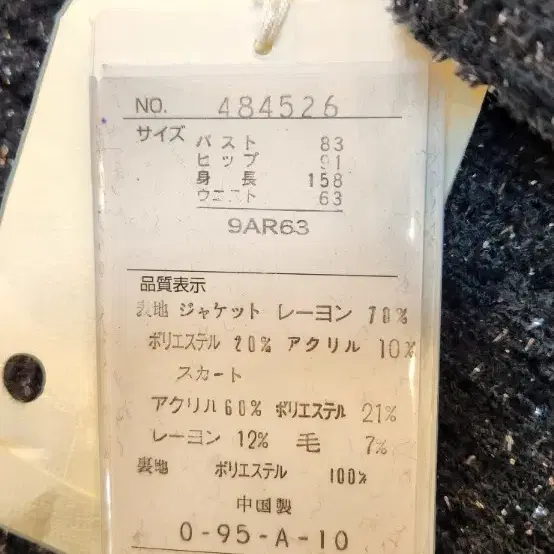 NO. 484526
サイズ
バスト 83
ヒップ 91
身長 158
ウエスト 63
9AR63
品質表示
表地 ジャケット レーヨン 70%
ポリエステル 20% アクリル 10%
スカート
アクリル 60% ポリエステル 21%
レーヨン 12% 毛 7%
裏地 ポリエステル 100%
中国製
0-95-A-10